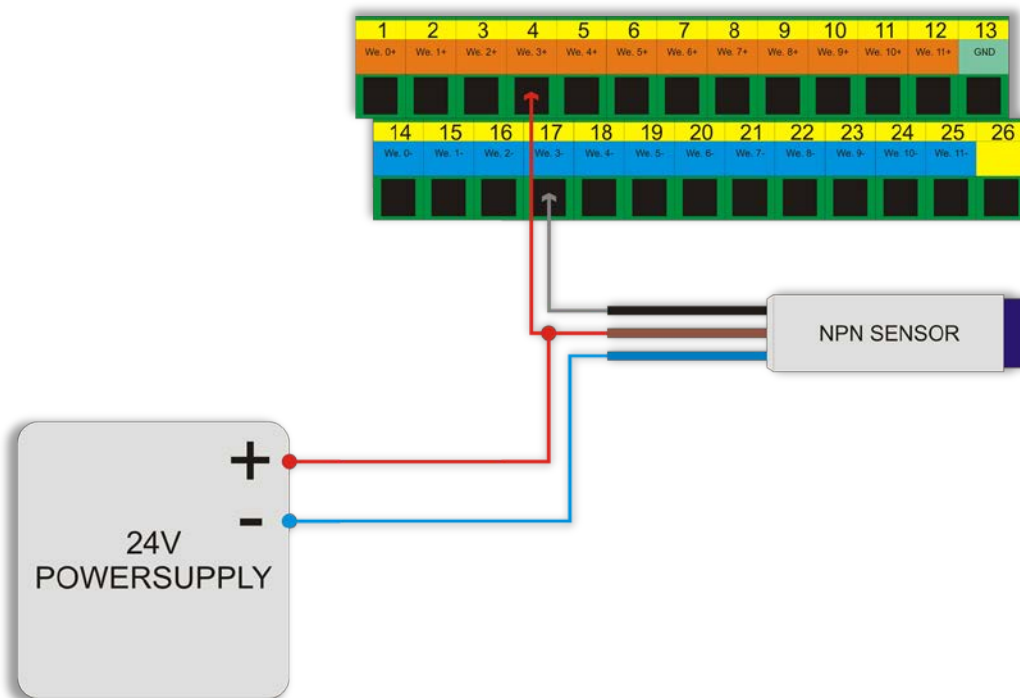 1 2 3 4 5 6 7 8 9 10 11 12 13
We. 0+ We. 1+ We. 2+ We. 3+ We. 4+ We. 5+ We. 6+ We. 7+ We. 8+ We. 9+ We. 10+ We. 11+ GND
14 15 16 17 18 19 20 21 22 23 24 25 26
We. 0- We. 1- We. 2- We. 3- We. 4- We. 5- We. 6- We. 7- We. 8- We. 9- We. 10- We. 11-
NPN SENSOR
+
-
24V
POWERSUPPLY